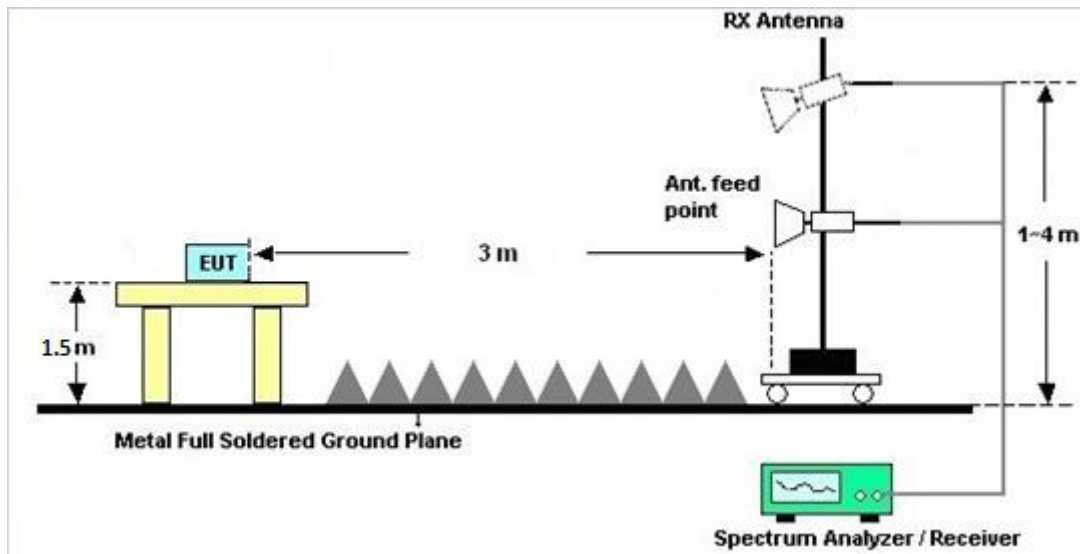 RX Antenna
Ant. feed
point
EUT
3 m
1~4 m
1.5 m
Metal Full Soldered Ground Plane
Spectrum Analyzer / Receiver